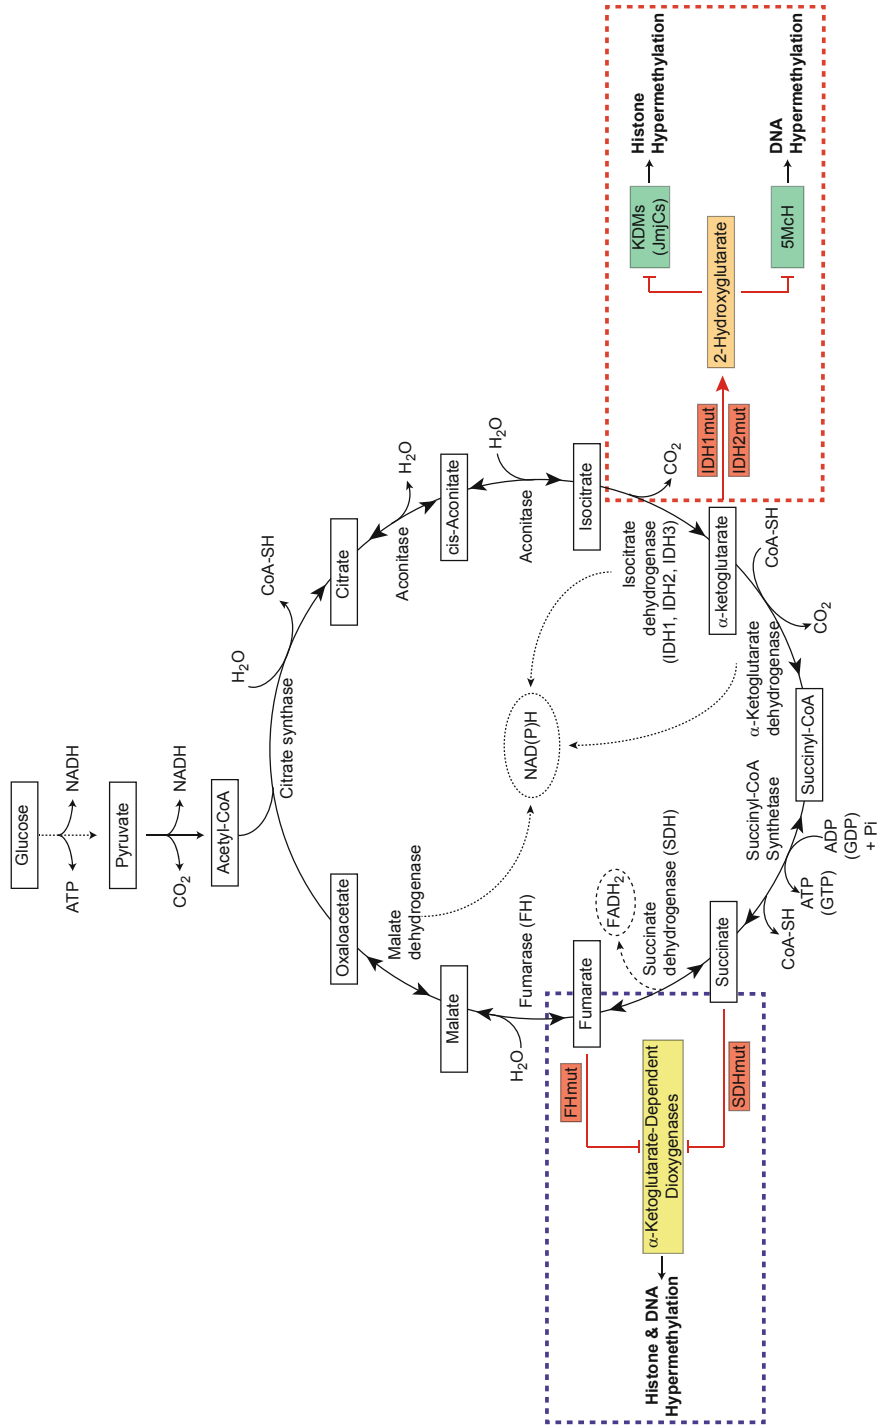 Glucose
ATP
NADH
Pyruvate
CO2
NADH
Acetyl-CoA
H2O
CoA-SH
Citrate synthase
Oxaloacetate
Citrate
Malate
dehydrogenase
Aconitase
H2O
Malate
cis-Aconitate
H2O
Fumarase (FH)
Aconitase
H2O
NAD(P)H
Fumarate
Isocitrate
FADH2
CO2
Succinate
dehydrogenase (SDH)
Isocitrate
dehydrogenase
(IDH1, IDH2, IDH3)
Succinate
α-ketoglutarate
CoA-SH
Succinyl-CoA
Synthetase
α-Ketoglutarate
dehydrogenase
CoA-SH
ATP
(GTP)
ADP
(GDP)
+ Pi
CO2
Succinyl-CoA
FHmut
SDHmut
α-Ketoglutarate-Dependent
Dioxygenases
Histone & DNA
Hypermethylation
IDH1mut
IDH2mut
2-Hydroxyglutarate
KDMs
(JmjCs)
Histone
Hypermethylation
5McH
DNA
Hypermethylation